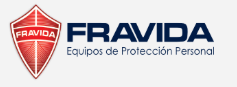 FRAVIDA
FRAVIDA
Equipos de Protección Personal